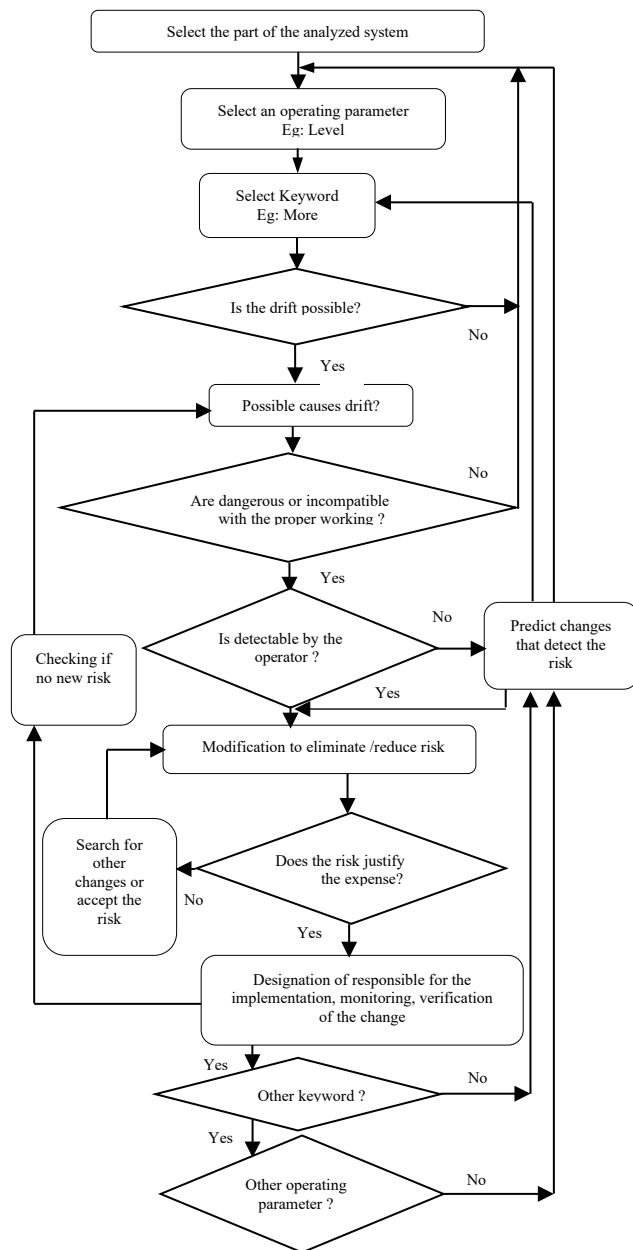 Select the part of the analyzed system
Select an operating parameter
Eg: Level
Select Keyword
Eg: More
Is the drift possible?
No
Yes
Possible causes drift?
No
Are dangerous or incompatible
with the proper working ?
Yes
No
Is detectable by the
operator ?
Predict changes
that detect the
risk
Checking if
no new risk
Yes
Modification to eliminate /reduce risk
Search for
other
changes or
accept the
risk
Does the risk justify
the expense?
No
Yes
Designation of responsible for the
implementation, monitoring, verification
of the change
Yes
No
Other keyword ?
Yes
Other operating
parameter ?
No